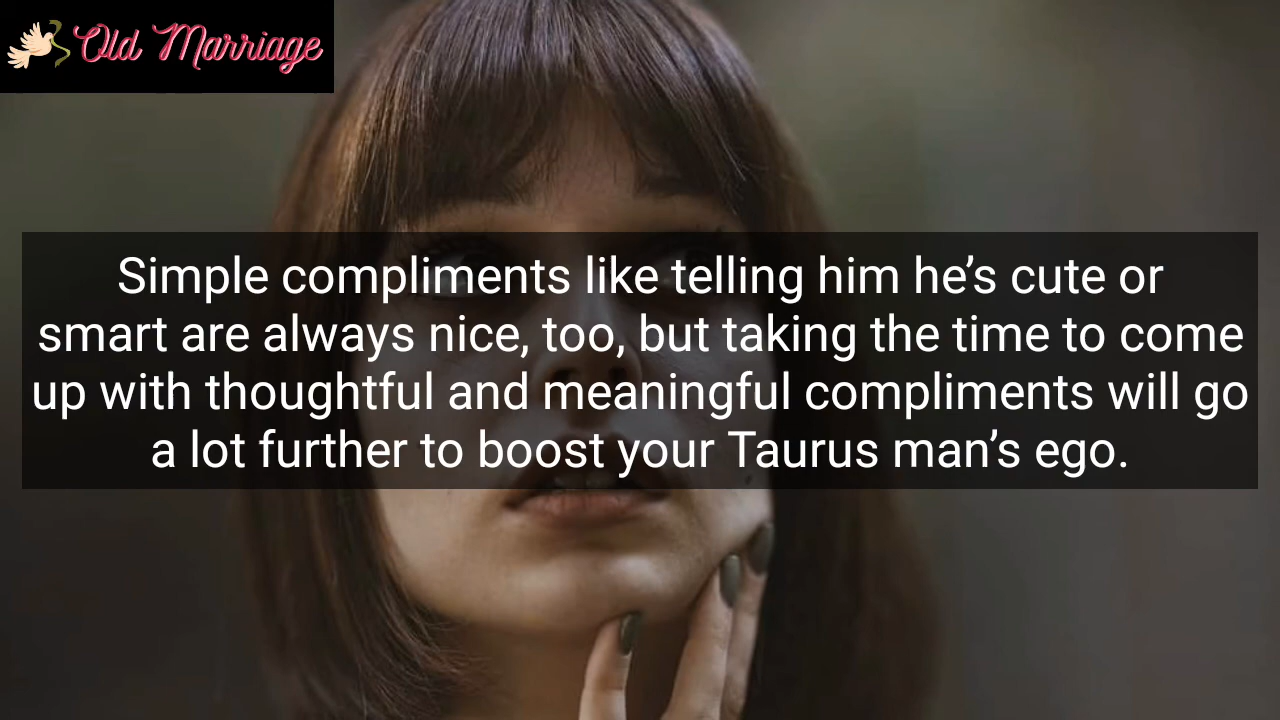 Old Marriage
Simple compliments like telling him he’s cute or
smart are always nice, too, but taking the time to come
up with thoughtful and meaningful compliments will go
a lot further to boost your Taurus man’s ego.